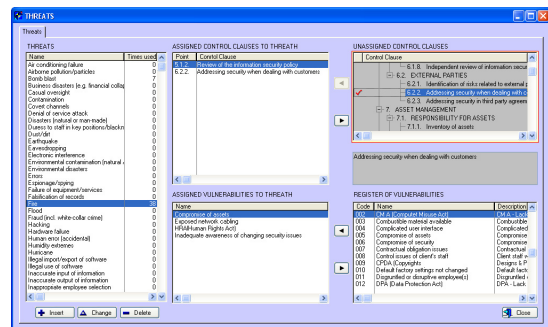 THREATS
Threats
THREATS
Name Times used
Air conditioning failure 0
Airborne pollution/particles 0
Bomb blast 7
Business disasters (e.g. financial collap 0
Casual oversight 0
Contamination 0
Covert channels 0
Denial of service attack 0
Disasters (natural or man-made) 0
Duress to staff in key positions/blackm 0
Dust/dirt 0
Earthquake 0
Eavesdropping 0
Electronic interference 0
Environmental contamination (natural 0
Environmental disasters 0
Errors 0
Espionage/spying 0
Failure of equipment/services 0
Falsification of records 0
Fire 38
Flood 0
Fraud (incl. white-collar crime) 0
Hacking 0
Hardware failure 0
Human error (accidental) 0
Humidity extremes 0
Hurricane 0
Illegal import/export of software 0
Illegal use of software 0
Inaccurate input of information 0
Inaccurate output of information 0
Inappropriate employee selection 0
Insert Change Delete
ASSIGNED CONTROL CLAUSES TO THREATH
Point Control Clause
5.1.2. Review of the information security policy
6.2.2. Addressing security when dealing with customers
ASSIGNED VULNERABILITIES TO THREATH
Name
Compromise of assets
Exposed network cabling
HRA(Human Rights Act)
Inadequate awareness of changing security issues
UNASSIGNED CONTROL CLAUSES
Control Clause
6.1.8. Independent review of information secur
6.2. EXTERNAL PARTIES
6.2.1. Identification of risks related to external p
6.2.2. Addressing security when dealing with c
6.2.3. Addressing security in third party agreem
7. ASSET MANAGEMENT
7.1. RESPONSIBILITY FOR ASSETS
7.1.1. Inventory of assets
Addressing security when dealing with customers
REGISTER OF VULNERABILITIES
Code Name Description
002 CM A (Computet Misuse Act) CM A - Lack
003 Combustible material available Combustible
004 Complicated user interface Complicated
005 Compromise of assets Compromise
006 Compromise of security Compromise
007 Contractual obligation issues Contractual
008 Control issues of client's staff Client staff
009 CPDA (Copyrights Designs & P
010 Default factory settings not changed Default facto
011 Disgruntled or disruptive employee(s) Disgruntled
012 DPA (Data Protection Act) DPA - Lack
Close